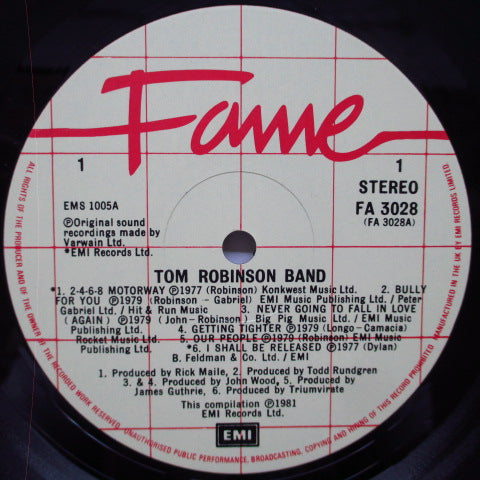 Fame
1
1
EMS 1005A
STEREO
FA 3028
(FA 3028A)
℗Original sound
recordings made by
Varwain Ltd.
*EMI Records Ltd.
TOM ROBINSON BAND
*1. 2-4-6-8 MOTORWAY ℗1977 (Robinson) Konkwest Music Ltd.
2. BULLY
FOR YOU ℗1979 (Robinson - Gabriel) EMI Music Publishing Ltd. / Peter
Gabriel Ltd. / Hit & Run Music
3. NEVER GOING TO FALL IN LOVE
(AGAIN) ℗1979 (John-Robinson) Big Pig Music Ltd. / EMI Music
Publishing Ltd.
4. GETTING TIGHTER ℗1979 (Longo-Camacia)
Rocket Music Ltd.
5. OUR PEOPLE ℗1979 (Robinson) EMI Music
Publishing Ltd.
*6. I SHALL BE RELEASED ℗1977 (Dylan)
B. Feldman & Co. Ltd. / EMI
1. Produced by Rick Maile, 2. Produced by Todd Rundgren
3. & 4. Produced by John Wood, 5. Produced by
James Guthrie, 6. Produced by Triumvirate
This compilation ℗1981
EMI Records Ltd.
EMI
ALL RIGHTS OF THE PRODUCER AND OF THE OWNER OF THE RECORDED WORK RESERVED. UNAUTHORISED PUBLIC PERFORMANCE, BROADCASTING, COPYING AND HIRING OF THIS RECORD PROHIBITED. MANUFACTURED IN THE UK BY EMI RECORDS LIMITED.